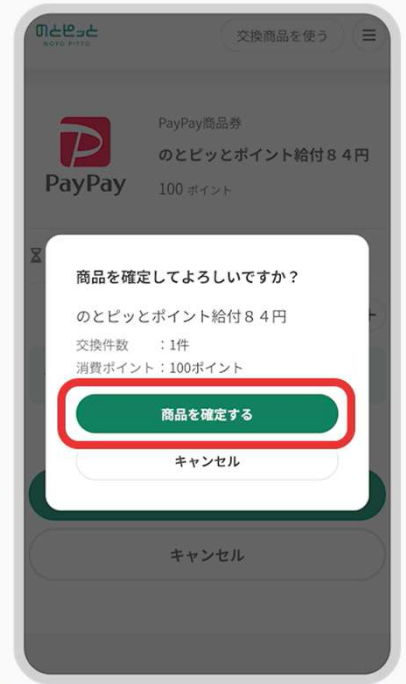 のとピっと
NOTO PITTO
交換商品を使う
PayPay商品券
のとピッとポイント給付８４円
PayPay
100 ポイント
商品を確定してよろしいですか？
のとピッとポイント給付８４円
交換件数　：1件
消費ポイント：100ポイント
商品を確定する
キャンセル
キャンセル